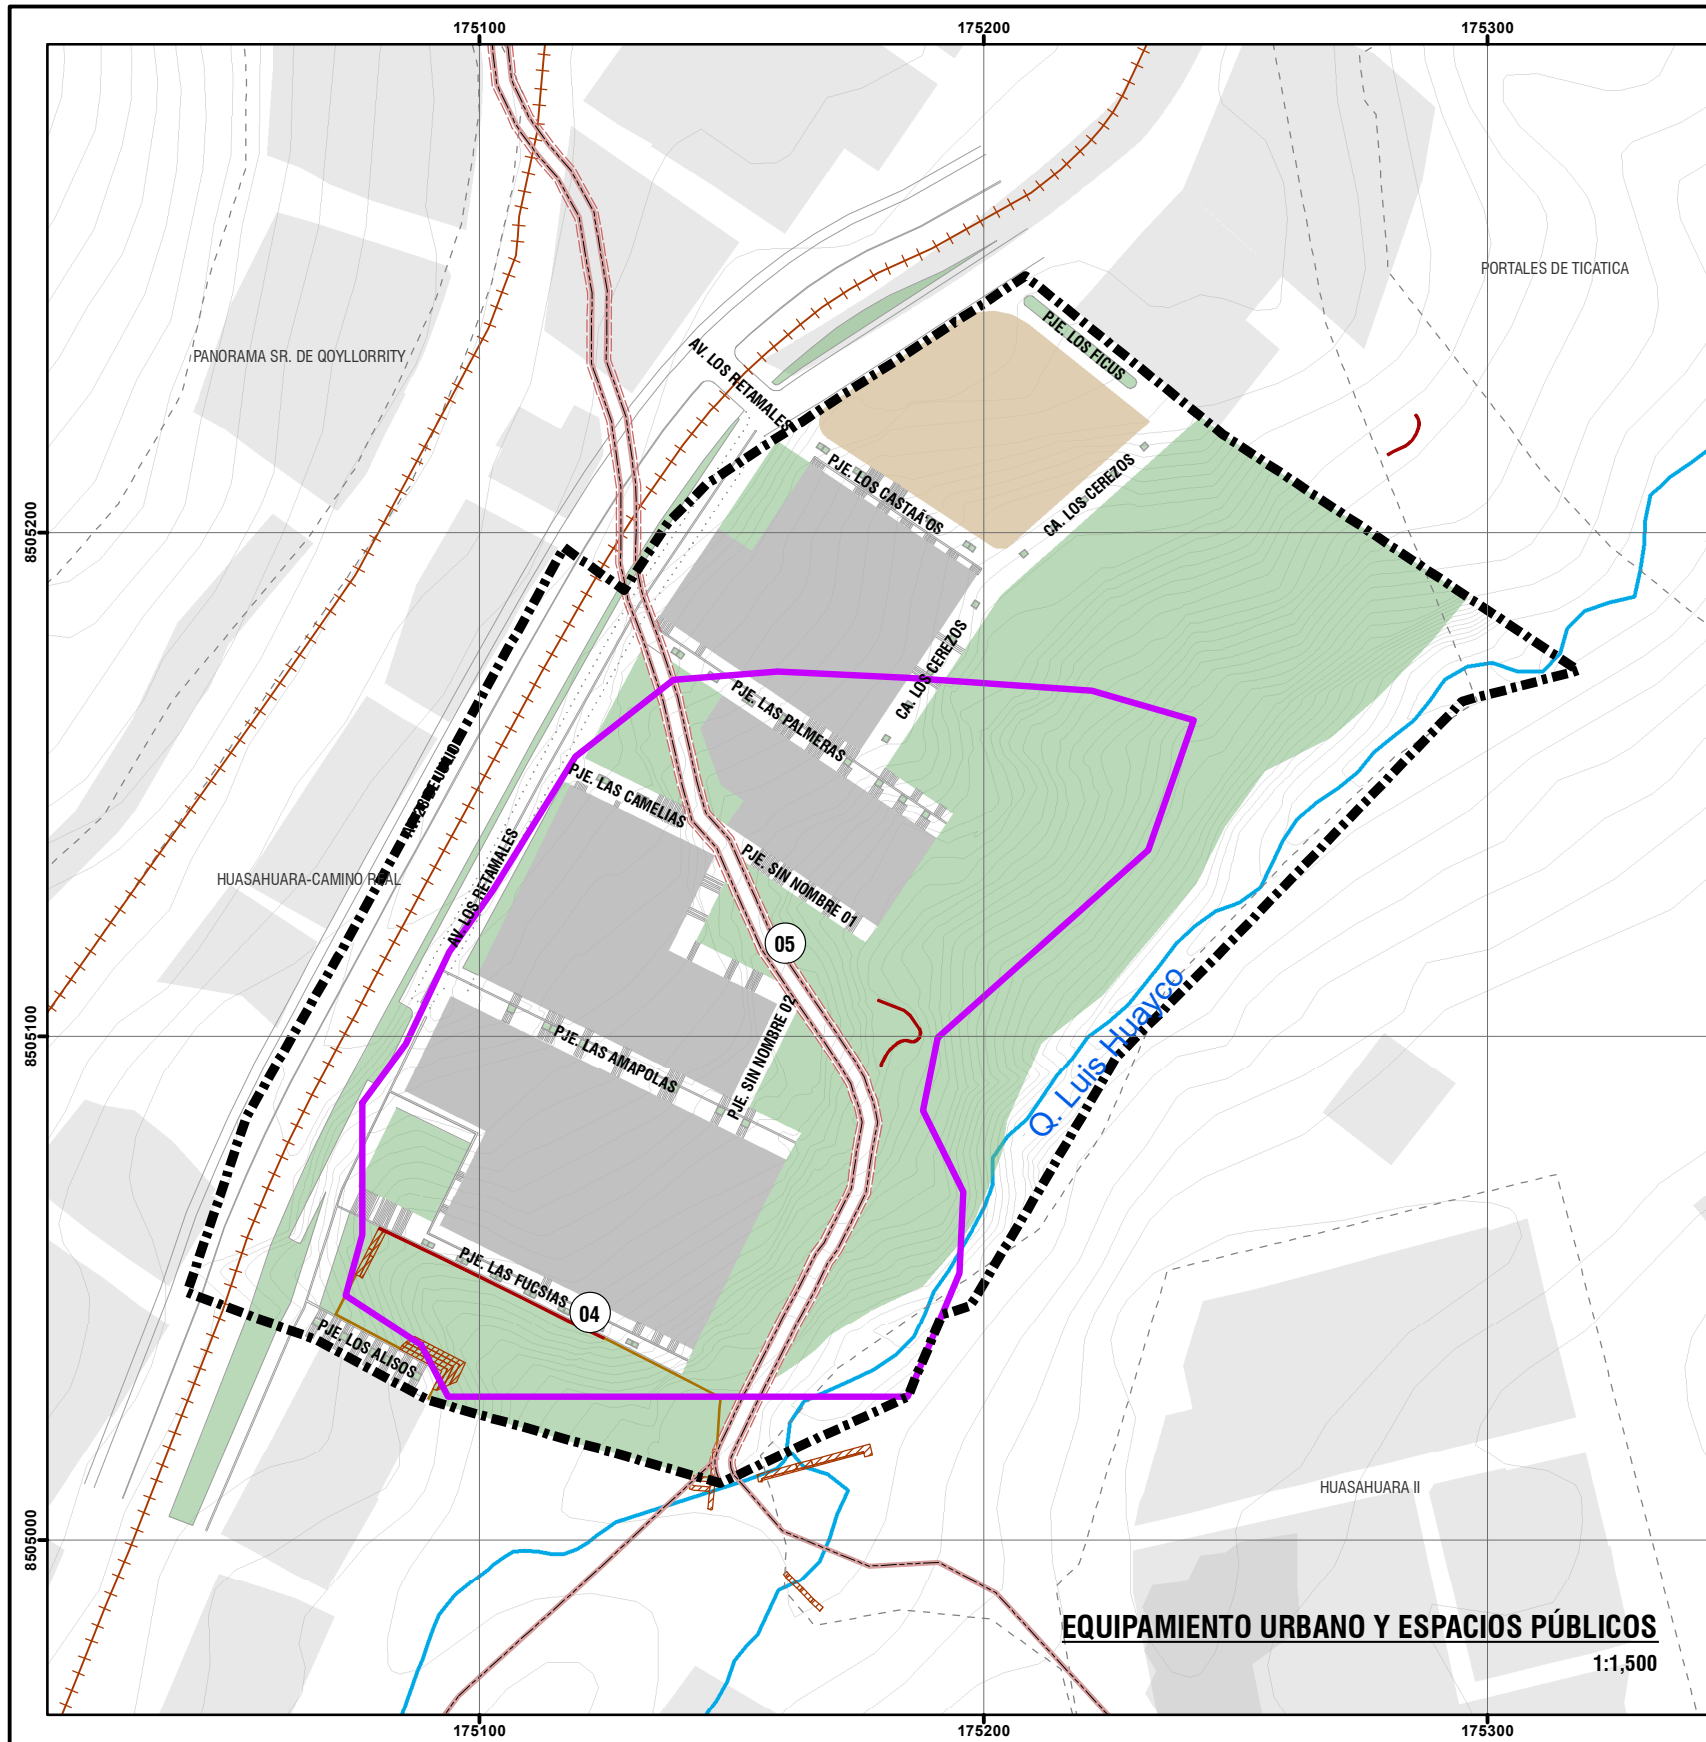 175100
175200
175300
PORTALES DE TICATICA
PJE. LOS FICUS
PANORAMA SR. DE QOYLLORRITY
AV. LOS RETAMALES
PJE. LOS CASTAÃ'OS
CA. LOS CEREZOS
8505200
CA. LOS CEREZOS
PJE. LAS PALMERAS
PJE. LAS CAMELIAS
AV. LOS RETAMALES
HUASAHUARA-CAMINO REAL
PJE. SIN NOMBRE 01
05
PJE. SIN NOMBRE 02
8505100
PJE. LAS AMAPOLAS
Q. Luis Huayco
PJE. LAS FUCSIAS
04
PJE. LOS ALISOS
HUASAHUARA II
8505000
EQUIPAMIENTO URBANO Y ESPACIOS PÚBLICOS
1:1,500
175100
175200
175300